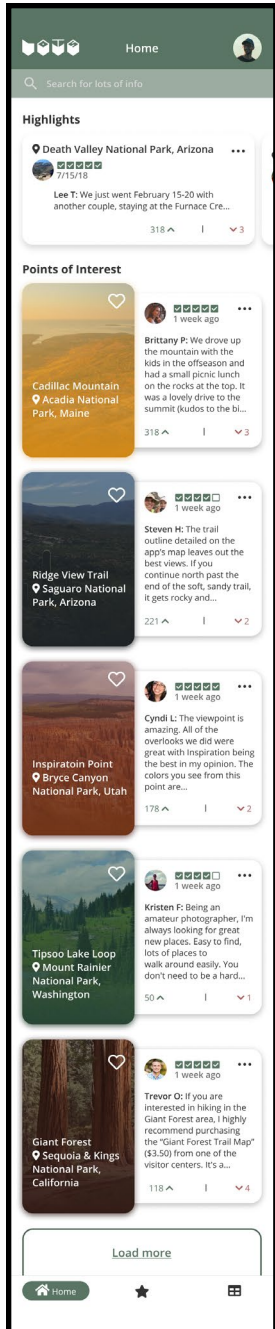 Home
Search for lots of info
Highlights
Death Valley National Park, Arizona
7/15/18
Lee T: We just went February 15-20 with
another couple, staying at the Furnace Cre...
318 | 3
Points of Interest
Cadillac Mountain
Acadia National
Park, Maine
1 week ago
Brittany P: We drove up
the mountain with the
kids in the offseason and
had a small picnic lunch
on the rocks at the top. It
was a lovely drive to the
summit (kudos to the bi...
318 | 3
Ridge View Trail
Saguaro National
Park, Arizona
1 week ago
Steven H: The trail
outline detailed on the
app's map leaves out the
best views. If you
continue north past the
end of the soft, sandy trail,
it gets rocky and...
221 | 2
Inspiratoin Point
Bryce Canyon
National Park, Utah
1 week ago
Cyndi L: The viewpoint is
amazing. All of the
overlooks we did were
great with Inspiration being
the best in my opinion. The
colors you see from this
point are...
178 | 2
Tipsoo Lake Loop
Mount Rainier
National Park,
Washington
1 week ago
Kristen F: Being an
amateur photographer, I'm
always looking for great
new places. Easy to find,
lots of places to
walk around easily. You
don't need to be a hard...
50 | 1
Giant Forest
Sequoia & Kings
National Park,
California
1 week ago
Trevor O: If you are
interested in hiking in the
Giant Forest area, I highly
recommend purchasing
the "Giant Forest Trail Map"
($3.50) from one of the
visitor centers. It's a...
118 | 4
Load more
Home